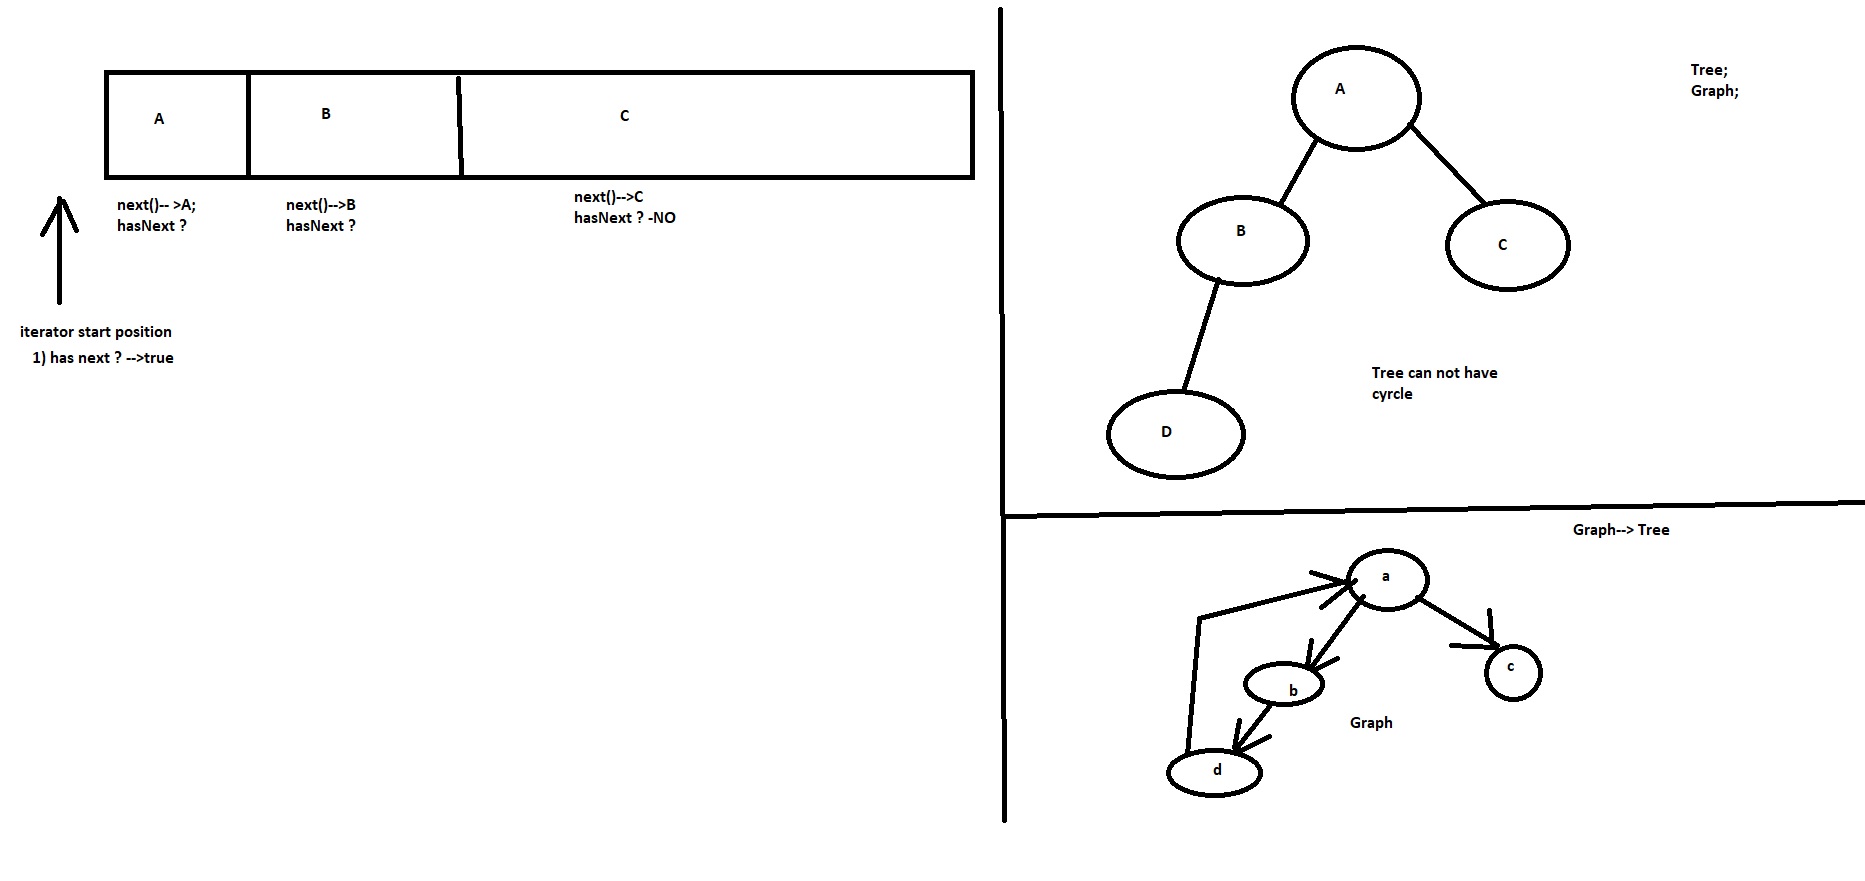 A
B
C
next()-- >A;
hasNext ?
next()-->B
hasNext ?
next()-->C
hasNext ? -NO
iterator start position
1) has next ? -->true
Tree;
Graph;
A
B
C
D
Tree can not have
cyrcle
Graph--> Tree
a
b
c
Graph
d